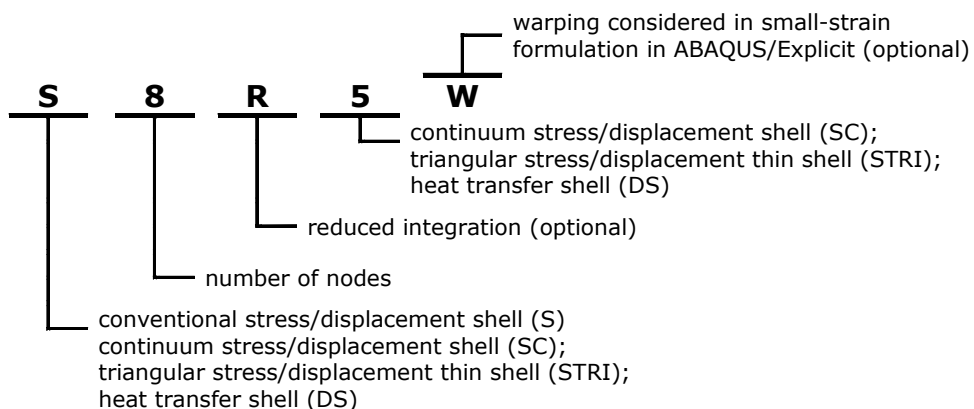 warping considered in small-strain
formulation in ABAQUS/Explicit (optional)
S 8 R 5 W
continuum stress/displacement shell (SC);
triangular stress/displacement thin shell (STRI);
heat transfer shell (DS)
reduced integration (optional)
number of nodes
conventional stress/displacement shell (S)
continuum stress/displacement shell (SC);
triangular stress/displacement thin shell (STRI);
heat transfer shell (DS)